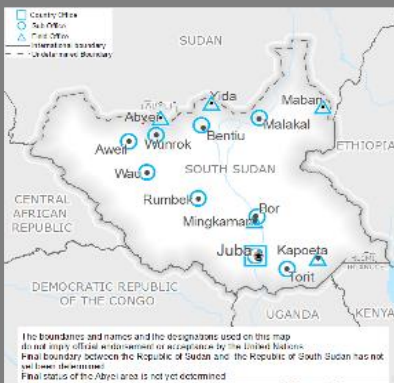 Country Office
Sub Office
Field Office
International boundary
Undetermined Boundary
SUDAN
Yida
Abyei
Maban
Bentiu
Malakal
Wunrok
Aweil
ETHIOPIA
SOUTH SUDAN
Wau
CENTRAL
AFRICAN
REPUBLIC
Rumbek
Bor
Mingkaman
Juba
Kapoeta
Torit
DEMOCRATIC REPUBLIC
OF THE CONGO
UGANDA
KENYA
The boundaries and names and the designations used on this map
do not imply official endorsement or acceptance by the United Nations
Final boundary between the Republic of Sudan and the Republic of South Sudan has not
yet been determined
Final status of the Abyei area is not yet determined